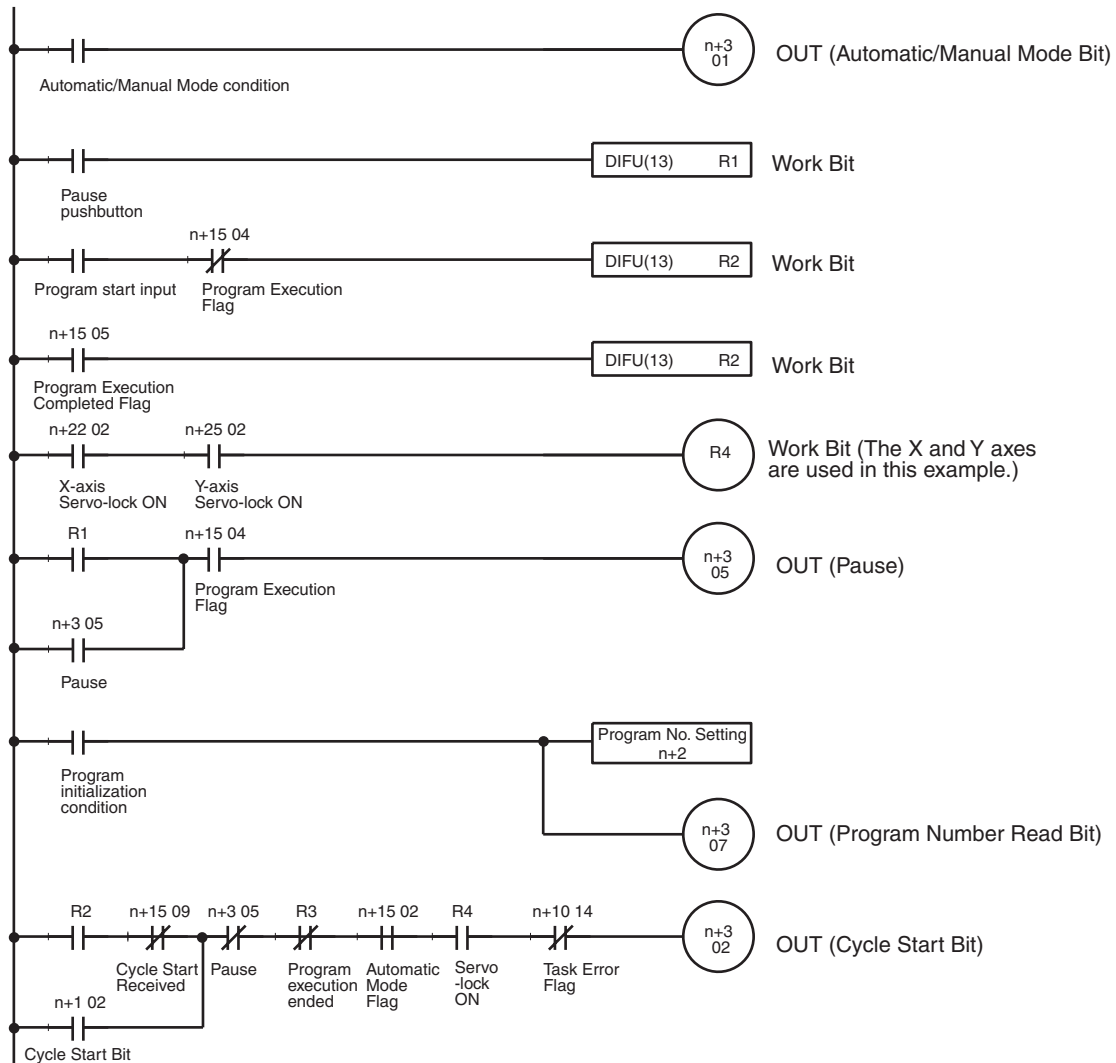 n+3
01
OUT (Automatic/Manual Mode Bit)
Automatic/Manual Mode condition
DIFU(13) R1
Work Bit
Pause
pushbutton
n+15 04
DIFU(13) R2
Work Bit
Program start input
Program Execution
Flag
n+15 05
DIFU(13) R2
Work Bit
Program Execution
Completed Flag
n+22 02
n+25 02
R4
Work Bit (The X and Y axes
are used in this example.)
X-axis
Servo-lock ON
Y-axis
Servo-lock ON
R1
n+15 04
n+3
05
OUT (Pause)
Program Execution
Flag
n+3 05
Pause
Program No. Setting
n+2
Program
initialization
condition
n+3
07
OUT (Program Number Read Bit)
R2
n+15 09
n+3 05
R3
n+15 02
R4
n+10 14
n+3
02
OUT (Cycle Start Bit)
Cycle Start
Received
Pause
Program
execution
ended
Automatic
Mode
Flag
Servo
-lock
ON
Task Error
Flag
n+1 02
Cycle Start Bit